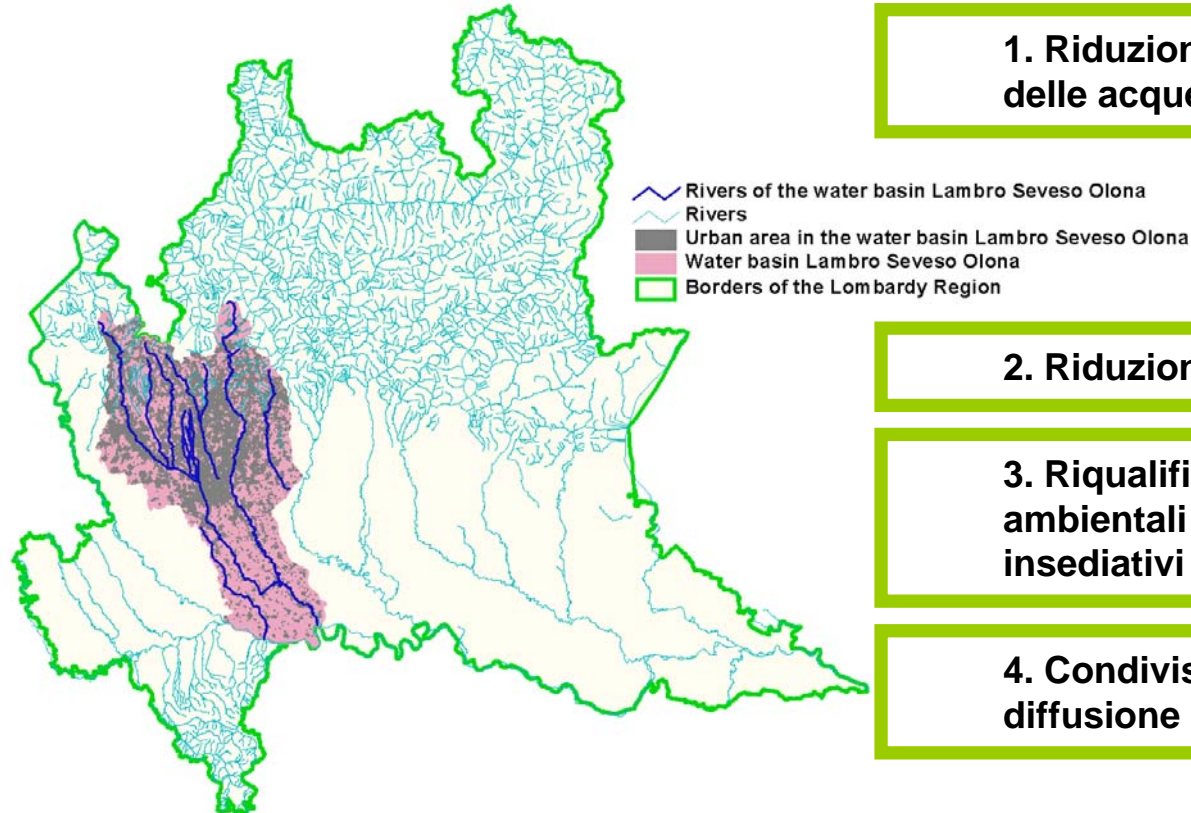 1. Riduzion
delle acque
Rivers of the water basin Lambro Seveso Olona
Rivers
Urban area in the water basin Lambro Seveso Olona
Water basin Lambro Seveso Olona
Borders of the Lombardy Region
2. Riduzion
3. Riqualifi
ambientali
insediativi
4. Condivis
diffusione